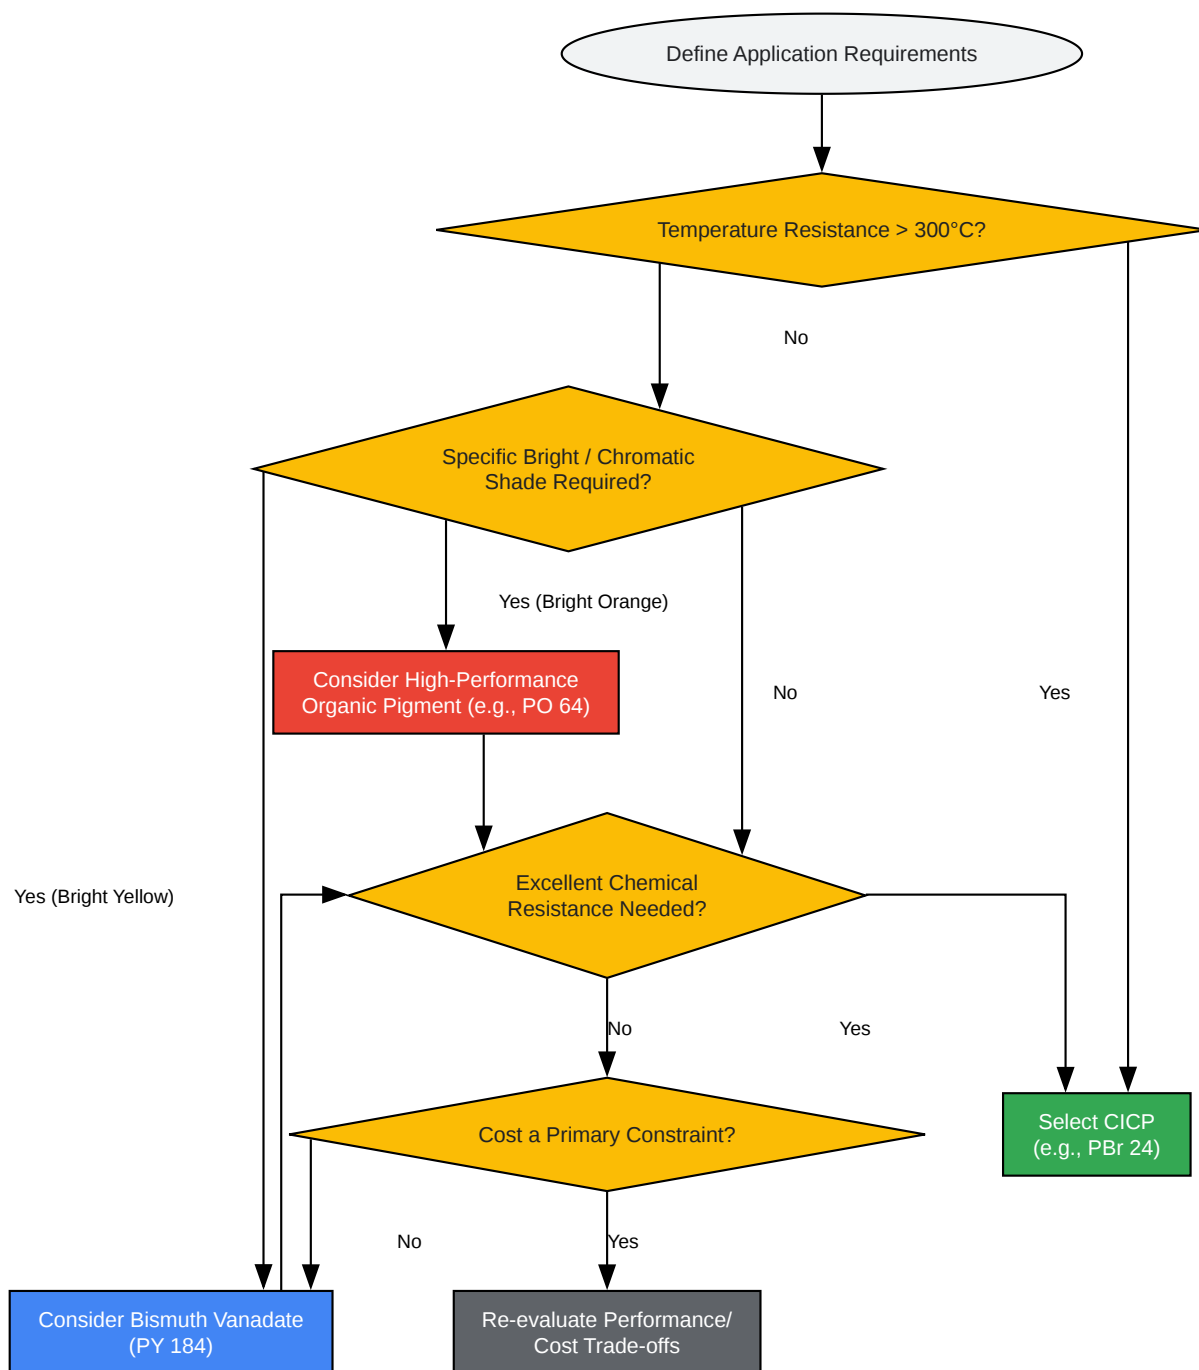 Define Application Requirements
Temperature Resistance > 300°C?
No
Specific Bright / Chromatic
Shade Required?
Yes (Bright Orange)
Consider High-Performance
Organic Pigment (e.g., PO 64)
No
Yes
Excellent Chemical
Resistance Needed?
Yes (Bright Yellow)
No
Yes
Select CICP
(e.g., PBr 24)
Cost a Primary Constraint?
No
Yes
Consider Bismuth Vanadate
(PY 184)
Re-evaluate Performance/
Cost Trade-offs